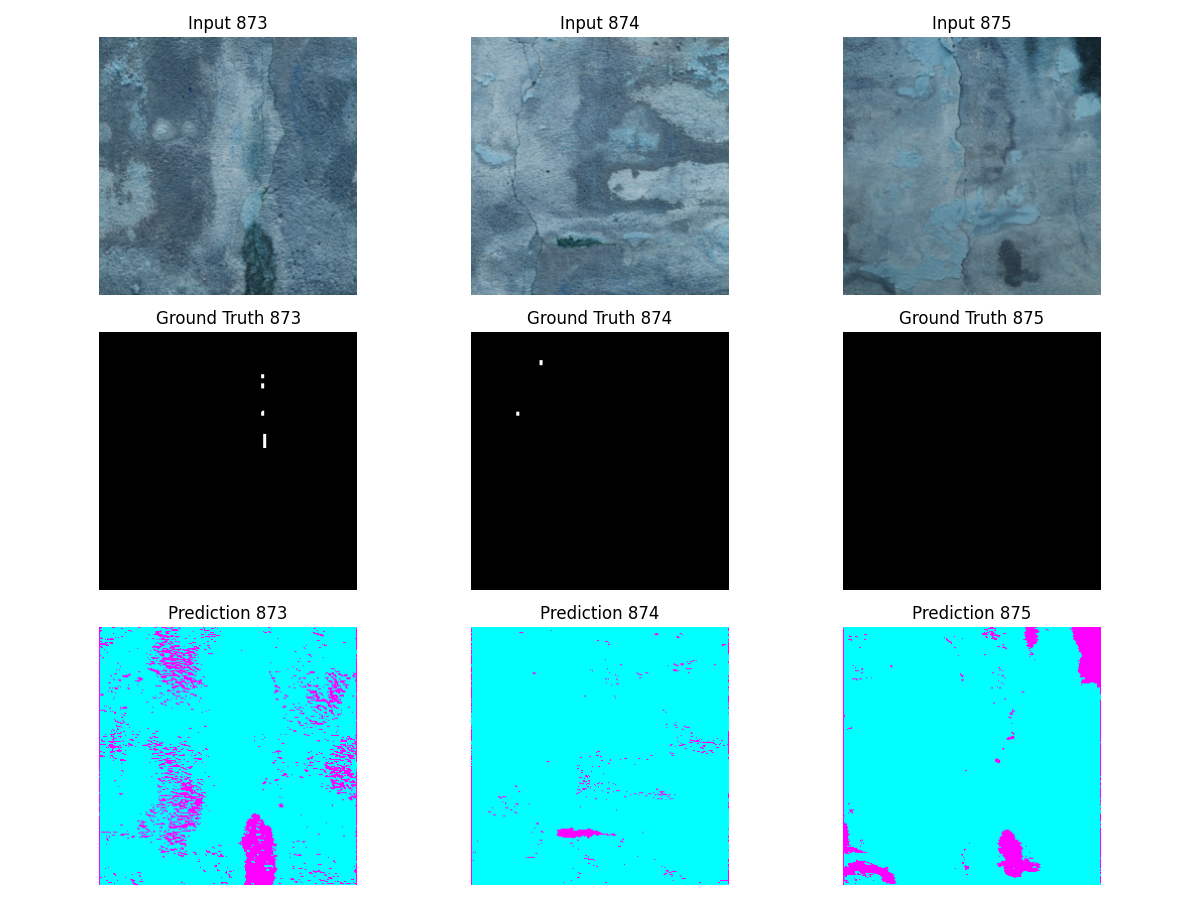 Input 873
Input 874
Input 875
Ground Truth 873
Ground Truth 874
Ground Truth 875
Prediction 873
Prediction 874
Prediction 875